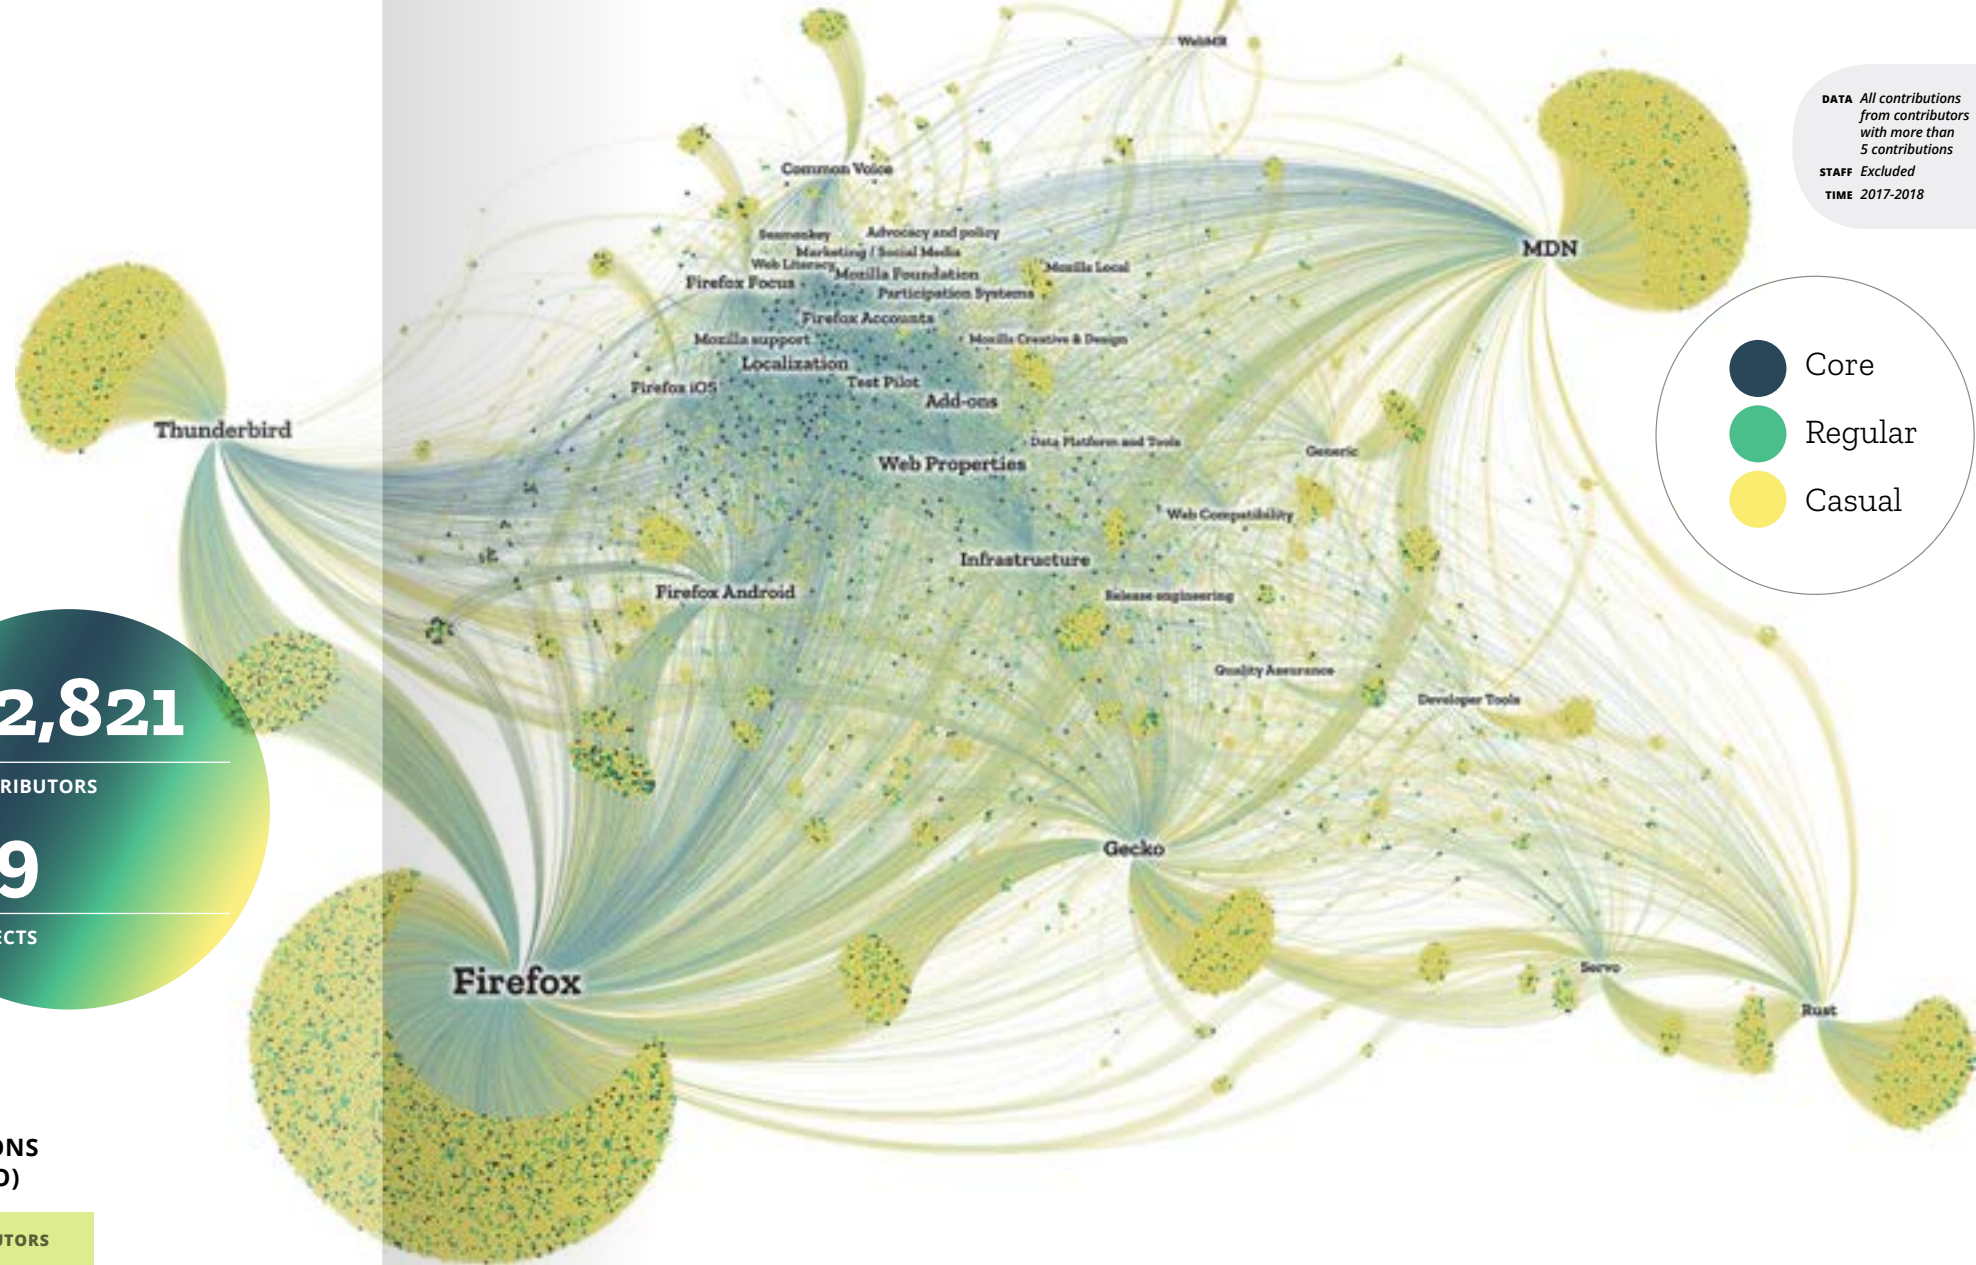 WebVR
DATA All contributions
from contributors
with more than
5 contributions
STAFF Excluded
TIME 2017-2018
Common Voice
Seamonkey
Advocacy and policy
Marketing / Social Media
Web Literacy
Mozilla Foundation
Mozilla Local
Firefox Focus
Participation Systems
MDN
Firefox Accounts
Mozilla support
Mozilla Creative & Design
Localization
Test Pilot
Firefox iOS
Add-ons
Core
Regular
Casual
Thunderbird
Data Platform and Tools
Generic
Web Properties
Web Compatibility
Infrastructure
Firefox Android
Release engineering
Quality Assurance
Developer Tools
2,821
RIBUTORS
9
ECTS
Gecko
Firefox
Servo
Rust
ONS
O)
UTORS